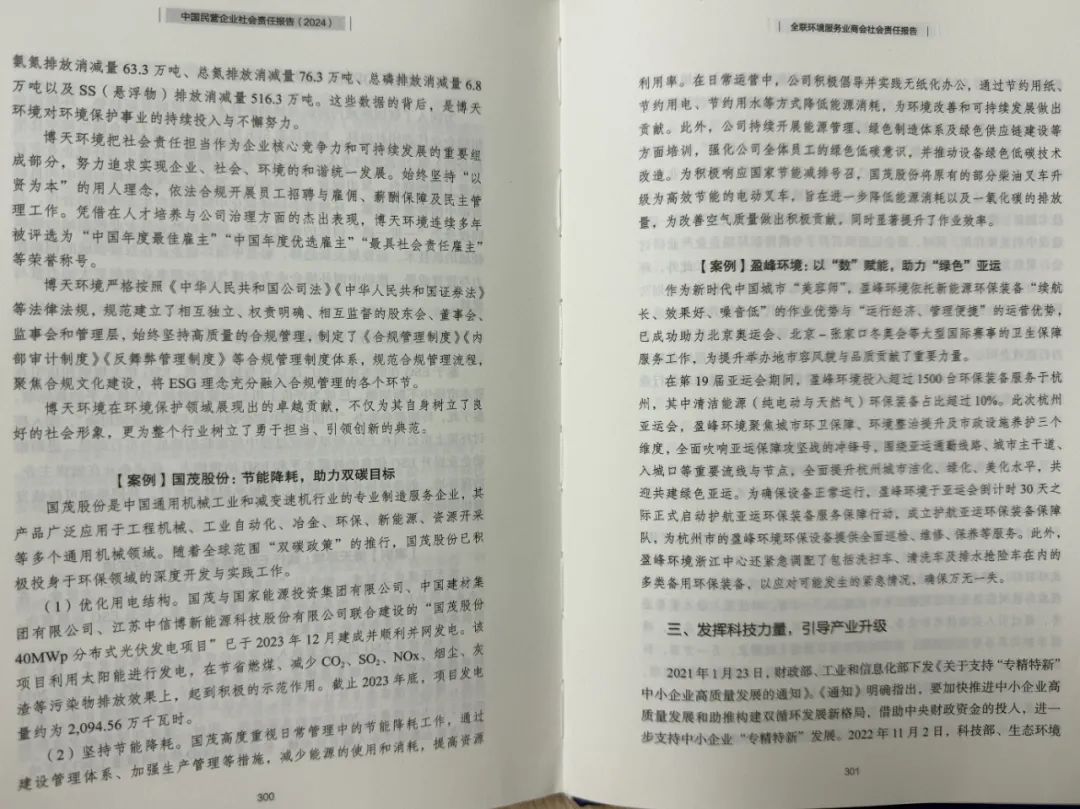 中国民营企业社会责任报告(2024)
氨氮排放消减量 63.3 万吨、总氮排放消减量 76.3 万吨、总磷排放消减量 6.8
万吨以及 SS(悬浮物)排放消减量 516.3 万吨。这些数据的背后，是博天
环境对环境保护事业的持续投入与不懈努力。
博天环境把社会责任担当作为企业核心竞争力和可持续发展的重要组
成部分，努力追求实现企业、社会、环境的和谐统一发展。始终坚持“以
贤为本”的用人理念，依法合规开展员工招聘与雇佣、薪酬保障及民主管
理工作。凭借在人才培养与公司治理方面的杰出表现，博天环境连续多年
被评选为“中国年度最佳雇主”“中国年度优选雇主”“最具社会责任雇主”
等荣誉称号。
博天环境严格按照《中华人民共和国公司法》《中华人民共和国证券法》
等法律法规，规范建立了相互独立、权责明确、相互监督的股东会、董事会、
监事会和管理层，始终坚持高质量的合规管理，制定了《合规管理制度》《内
部审计制度》《反舞弊管理制度》等合规管理制度体系，规范合规管理流程，
聚焦合规文化建设，将 ESG 理念充分融入合规管理的各个环节。
博天环境在环境保护领域展现出的卓越贡献，不仅为其自身树立了良
好的社会形象，更为整个行业树立了勇于担当、引领创新的典范。
【案例】国茂股份：节能降耗，助力双碳目标
国茂股份是中国通用机械工业和减变速机行业的专业制造服务企业，其
产品广泛应用于工程机械、工业自动化、冶金、环保、新能源、资源开采
等多个通用机械领域。随着全球范围“双碳政策”的推行，国茂股份已积
极投身于环保领域的深度开发与实践工作。
(1)优化用电结构。国茂与国家能源投资集团有限公司、中国建材集
团有限公司、江苏中信博新能源科技股份有限公司联合建设的“国茂股份
40MWp 分布式光伏发电项目”已于 2023 年 12 月建成并顺利并网发电。该
项目利用太阳能进行发电，在节省燃煤、减少 CO₂、SO₂、NOx、烟尘、灰
渣等污染物排放效果上，起到积极的示范作用。截止 2023 年底，项目发电
量约为 2,094.56 万千瓦时。
(2)坚持节能降耗。国茂高度重视日常管理中的节能降耗工作，通过
建设管理体系、加强生产管理等措施，减少能源的使用和消耗，提高资源
300
全联环境服务业商会社会责任报告
利用率。在日常运营中，公司积极倡导并实践无纸化办公，通过节约用纸、
节约用电、节约用水等方式降低能源消耗，为环境改善和可持续发展做出
贡献。此外，公司持续开展能源管理、绿色制造体系及绿色供应链建设等
方面培训，强化公司全体员工的绿色低碳意识，并推动设备绿色低碳技术
改造。为积极响应国家节能减排号召，国茂股份将原有的部分柴油叉车升
级为高效节能的电动叉车，旨在进一步降低能源消耗以及一氧化碳的排放
量，为改善空气质量做出积极贡献，同时显著提升了作业效率。
【案例】盈峰环境：以“数”赋能，助力“绿色”亚运
作为新时代中国城市“美容师”，盈峰环境依托新能源环保装备“续航
长、效果好、噪音低”的作业优势与“运行经济、管理便捷”的运营优势，
已成功助力北京奥运会、北京－张家口冬奥会等大型国际赛事的卫生保障
服务工作，为提升举办地市容风貌与品质贡献了重要力量。
在第 19 届亚运会期间，盈峰环境投入超过 1500 台环保装备服务于杭
州，其中清洁能源（纯电动与天然气）环保装备占比超过 10%。此次杭州
亚运会，盈峰环境聚焦城市环卫保障、环境整治提升及市政设施养护三个
维度，全面吹响亚运保障攻坚战的冲锋号，围绕亚运通勤线路、城市主干道、
入城口等重要流线与节点，全面提升杭州城市洁化、绿化、美化水平，共
迎共建绿色亚运。为确保设备正常运行，盈峰环境于亚运会倒计时 30 天之
际正式启动护航亚运环保装备服务保障行动，成立护航亚运环保装备保障
队，为杭州市的盈峰环境环保设备提供全面巡检、维修、保养等服务。此外，
盈峰环境浙江中心还紧急调配了包括洗扫车、清洗车及排水抢险车在内的
多类备用环保装备，以应对可能发生的紧急情况，确保万无一失。
三、发挥科技力量，引导产业升级
2021 年 1 月 23 日，财政部、工业和信息化部下发《关于支持“专精特新”
中小企业高质量发展的通知》。《通知》明确指出，要加快推进中小企业高
质量发展和助推构建双循环发展新格局，借助中央财政资金的投入，进一
步支持中小企业“专精特新”发展。2022 年 11 月 2 日，科技部、生态环境
301